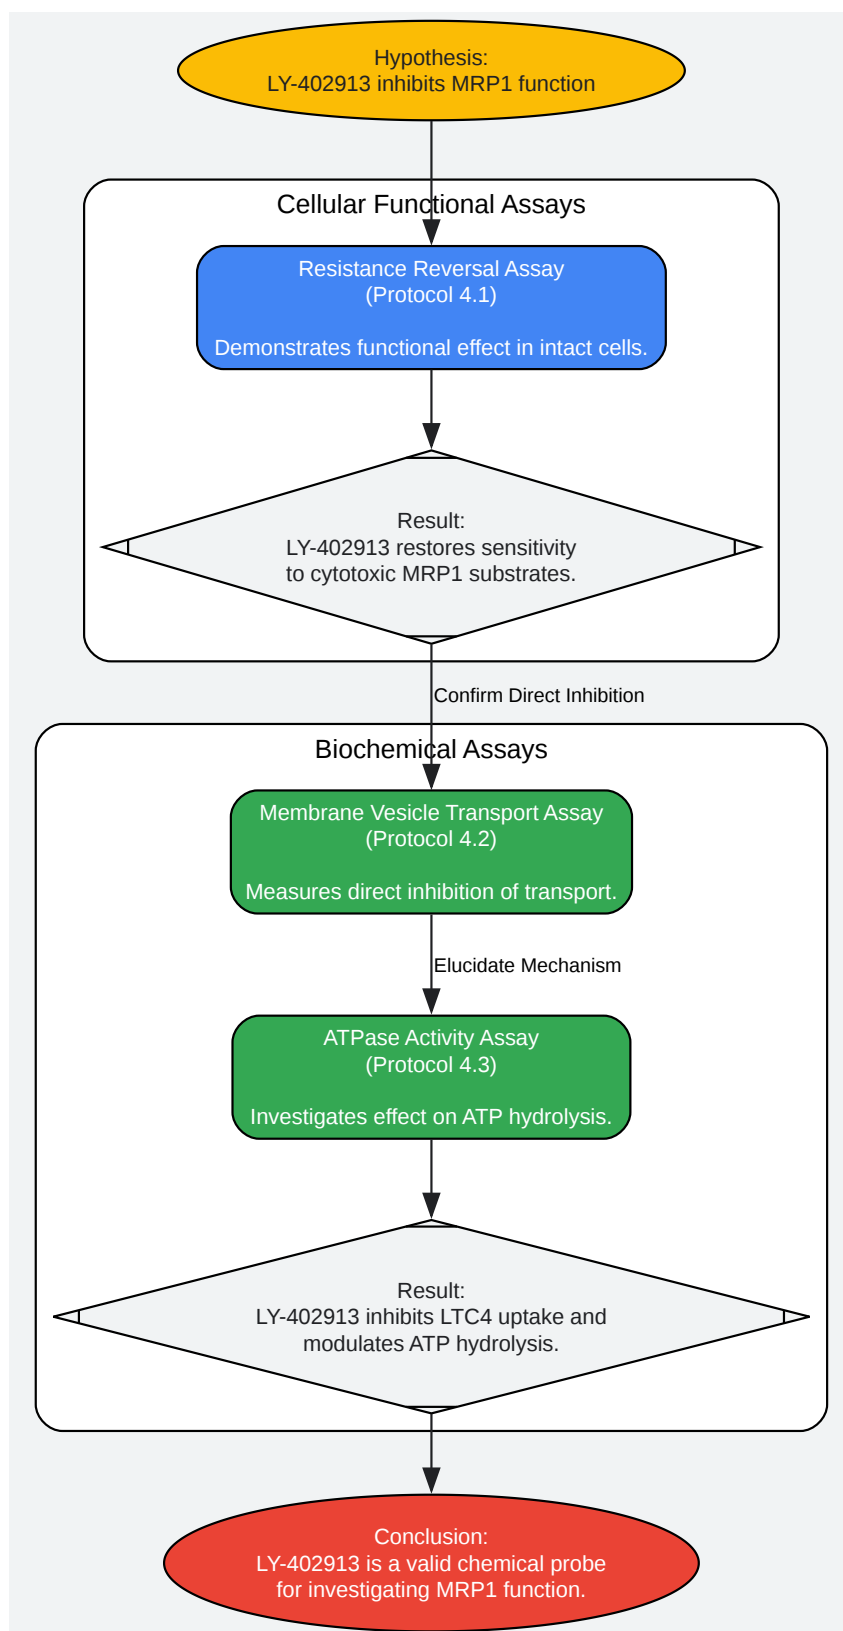 Hypothesis:
LY-402913 inhibits MRP1 function
Cellular Functional Assays
Resistance Reversal Assay
(Protocol 4.1)
Demonstrates functional effect in intact cells.
Result:
LY-402913 restores sensitivity
to cytotoxic MRP1 substrates.
Confirm Direct Inhibition
Biochemical Assays
Membrane Vesicle Transport Assay
(Protocol 4.2)
Measures direct inhibition of transport.
Elucidate Mechanism
ATPase Activity Assay
(Protocol 4.3)
Investigates effect on ATP hydrolysis.
Result:
LY-402913 inhibits LTC4 uptake and
modulates ATP hydrolysis.
Conclusion:
LY-402913 is a valid chemical probe
for investigating MRP1 function.